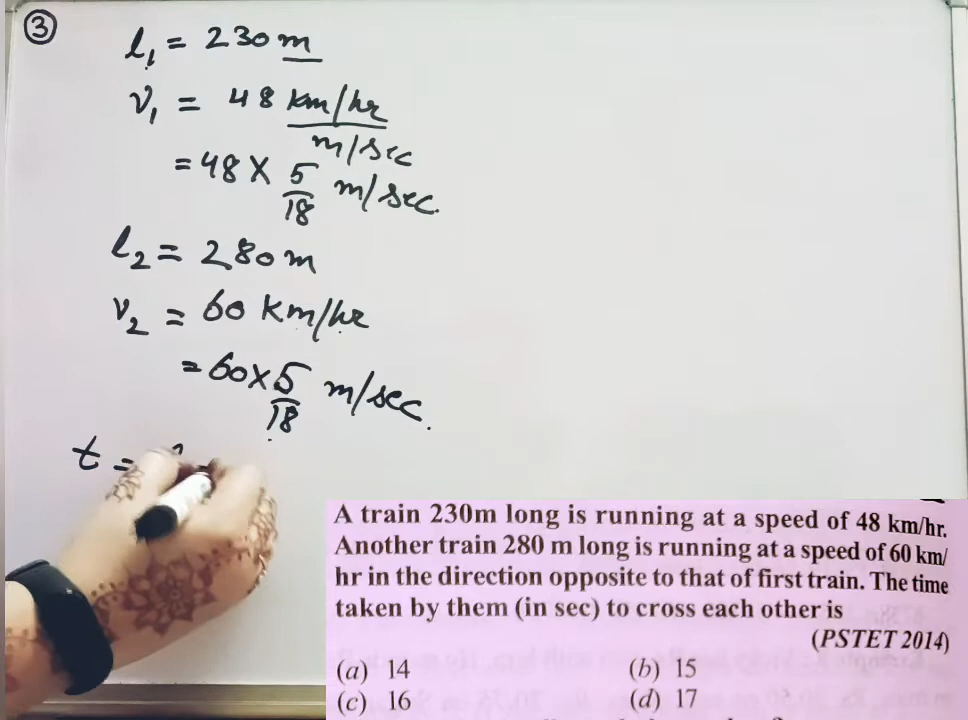 ③
l₁ = 230 m
V₁ = 48 km/hr
m/sec
= 48 × 5/18 m/sec.
l₂ = 280 m
V₂ = 60 km/hr
= 60 × 5/18 m/sec.
t =
A train 230m long is running at a speed of 48 km/hr.
Another train 280 m long is running at a speed of 60 km/
hr in the direction opposite to that of first train. The time
taken by them (in sec) to cross each other is
(PSTET 2014)
(a) 14 (b) 15
(c) 16 (d) 17